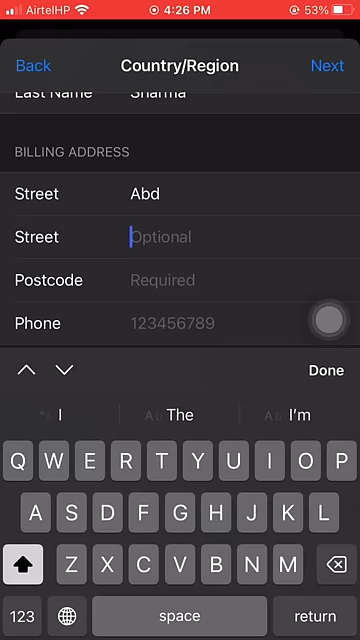 AirtelHP 4:26 PM 53%
Back Country/Region Next
Last Name Sharma
BILLING ADDRESS
Street Abd
Street Optional
Postcode Required
Phone 123456789
Done
I The I'm
Q W E R T Y U I O P
A S D F G H J K L
Z X C V B N M
123 space return